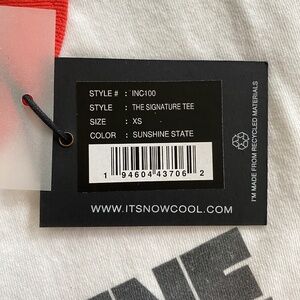 STYLE # : INC100
STYLE : THE SIGNATURE TEE
SIZE : XS
COLOR : SUNSHINE STATE
1 94604 43706 2
WWW.ITSNOWCOOL.COM
I'M MADE FROM RECYCLED MATERIALS
INE